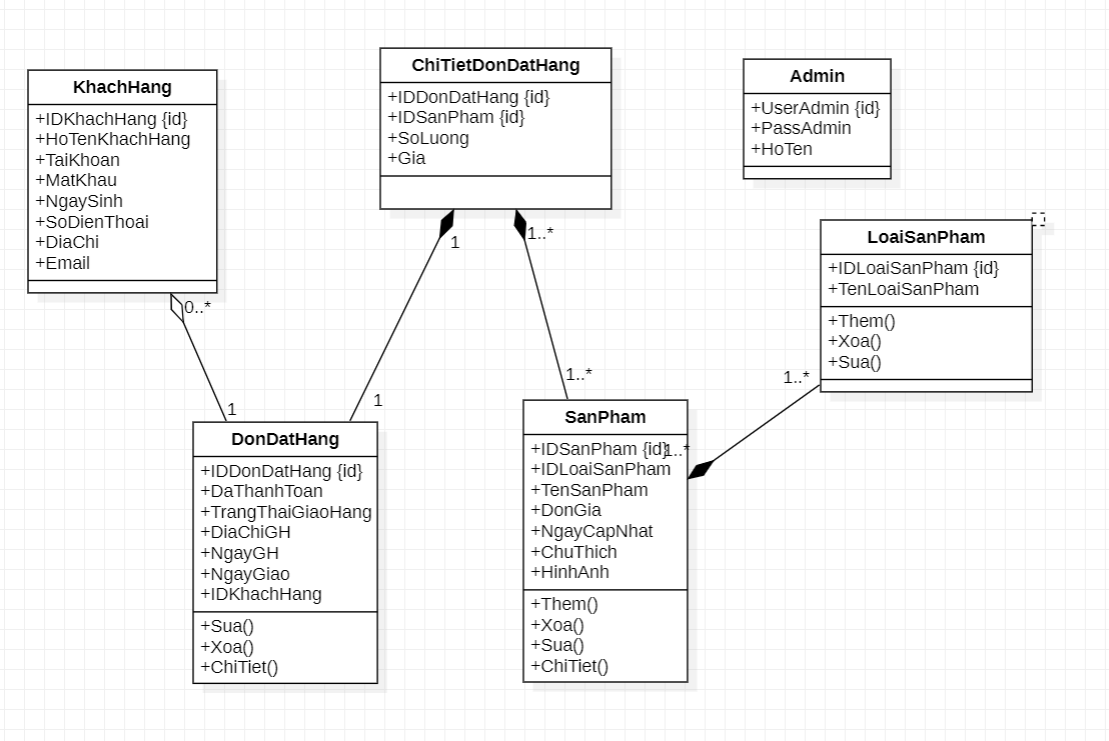 KhachHang
+IDKhachHang {id}
+HoTenKhachHang
+TaiKhoan
+MatKhau
+NgaySinh
+SoDienThoai
+DiaChi
+Email
0..*
1
ChiTietDonDatHang
+IDDonDatHang {id}
+IDSanPham {id}
+SoLuong
+Gia
1
1..*
1
1..*
Admin
+UserAdmin {id}
+PassAdmin
+HoTen
LoaiSanPham
+IDLoaiSanPham {id}
+TenLoaiSanPham
+Them()
+Xoa()
+Sua()
1..*
1..*
DonDatHang
+IDDonDatHang {id}
+DaThanhToan
+TrangThaiGiaoHang
+DiaChiGH
+NgayGH
+NgayGiao
+IDKhachHang
+Sua()
+Xoa()
+ChiTiet()
SanPham
+IDSanPham {id}
+IDLoaiSanPham
+TenSanPham
+DonGia
+NgayCapNhat
+ChuThich
+HinhAnh
+Them()
+Xoa()
+Sua()
+ChiTiet()